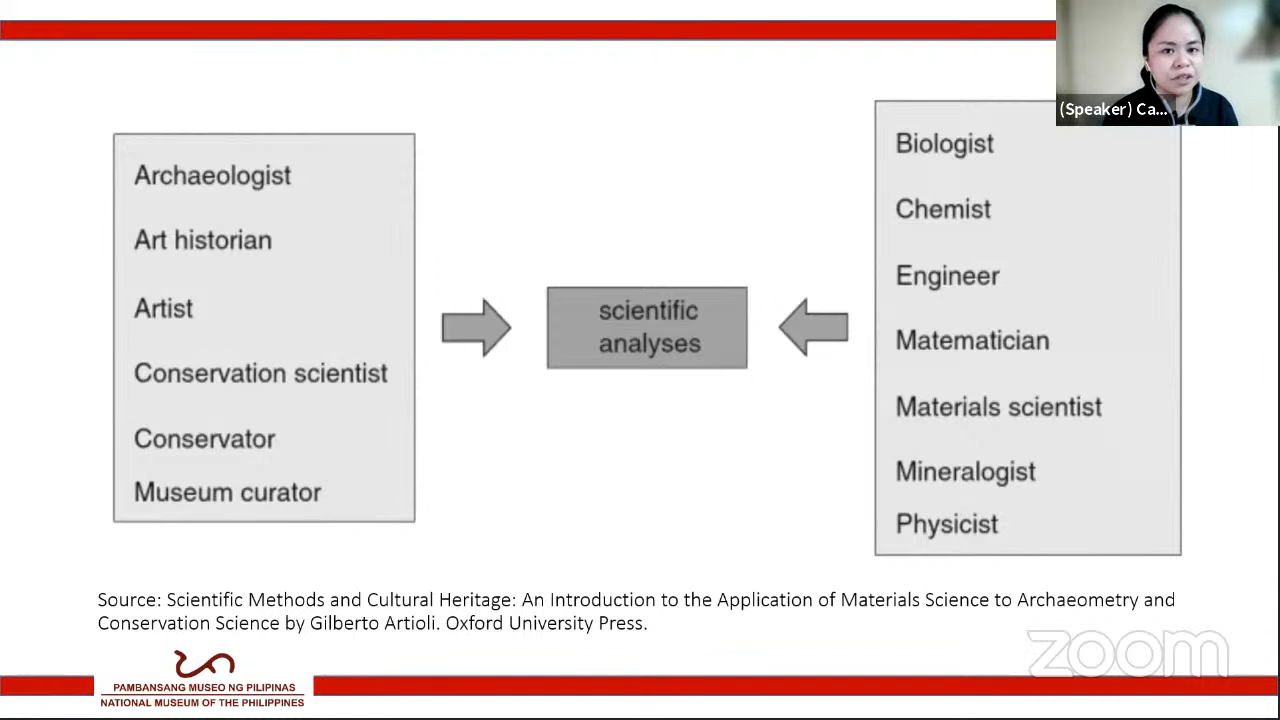 (Speaker) Ca...
Archaeologist
Art historian
Artist
Conservation scientist
Conservator
Museum curator
scientific
analyses
Biologist
Chemist
Engineer
Matematician
Materials scientist
Mineralogist
Physicist
Source: Scientific Methods and Cultural Heritage: An Introduction to the Application of Materials Science to Archaeometry and
Conservation Science by Gilberto Artioli. Oxford University Press.
zoom
PAMBANSANG MUSEO NG PILIPINAS
NATIONAL MUSEUM OF THE PHILIPPINES